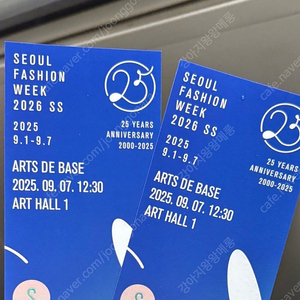 SEOUL
FASHION
WEEK
2026 SS
2025
9.1-9.7
25 YEARS
ANNIVERSARY
2000-2025
ARTS DE BASE
2025. 09. 07. 12:30
ART HALL 1
S
SEOUL
FASHION
WEEK
2026 SS
2025
9.1-9.7
25 YEARS
ANNIVERSARY
2000-2025
ARTS DE BASE
2025. 09. 07. 12:30
ART HALL 1
S